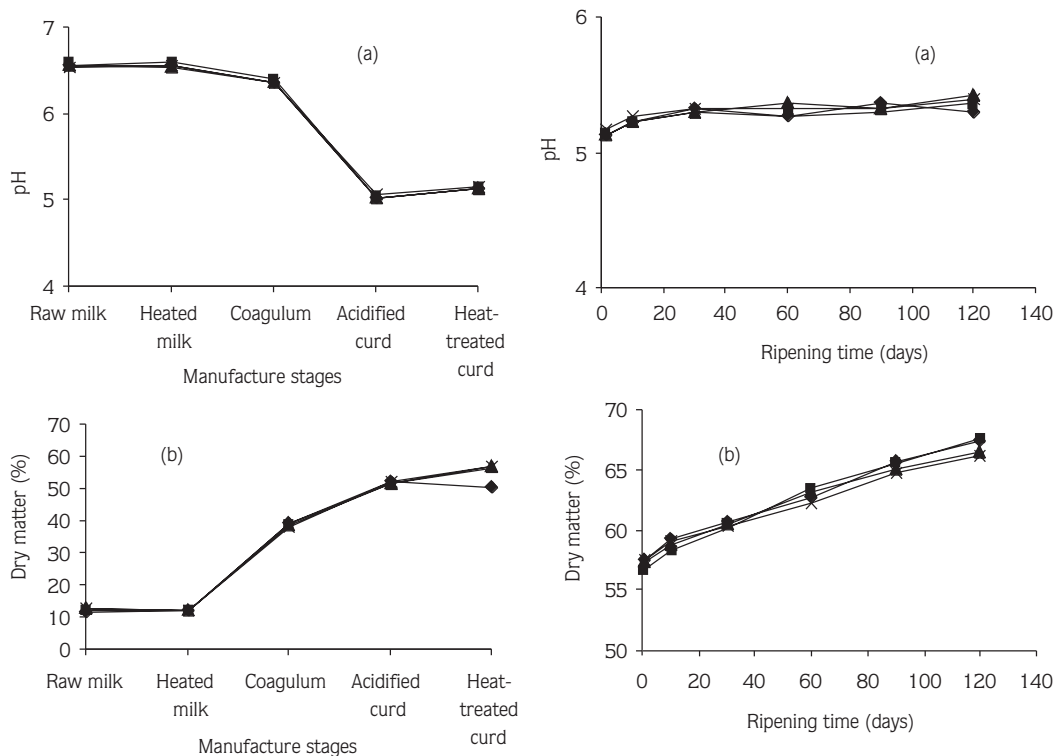 7
6
5
4
pH
(a)
Raw milk Heated Coagulum Acidified Heat-
milk curd treated
curd
Manufacture stages
6
5
4
pH
(a)
0 20 40 60 80 100 120 140
Ripening time (days)
70
60
50
40
30
20
10
0
Dry matter (%)
(b)
Raw milk Heated Coagulum Acidified Heat-
milk curd treated
curd
Manufacture stages
70
65
60
55
50
Dry matter (%)
(b)
0 20 40 60 80 100 120 140
Ripening time (days)